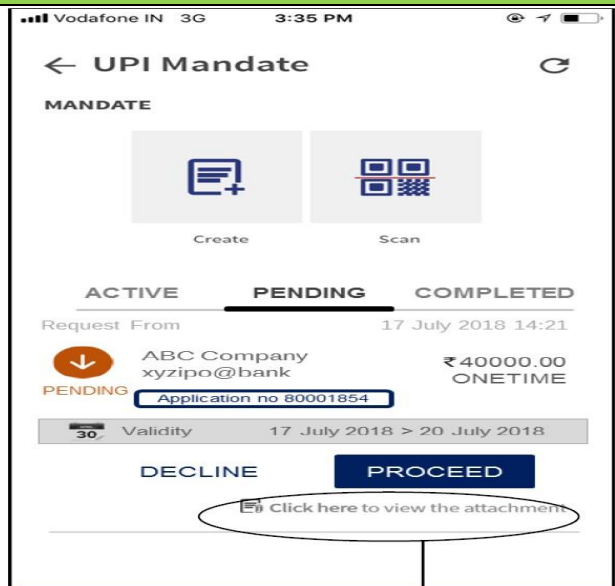 Vodafone IN 3G 3:35 PM
← UPI Mandate
MANDATE
Create Scan
ACTIVE PENDING COMPLETED
Request From 17 July 2018 14:21
ABC Company ₹40000.00
xyzipo@bank ONETIME
PENDING
Application no 80001854
30 Validity 17 July 2018 > 20 July 2018
DECLINE PROCEED
Click here to view the attachment